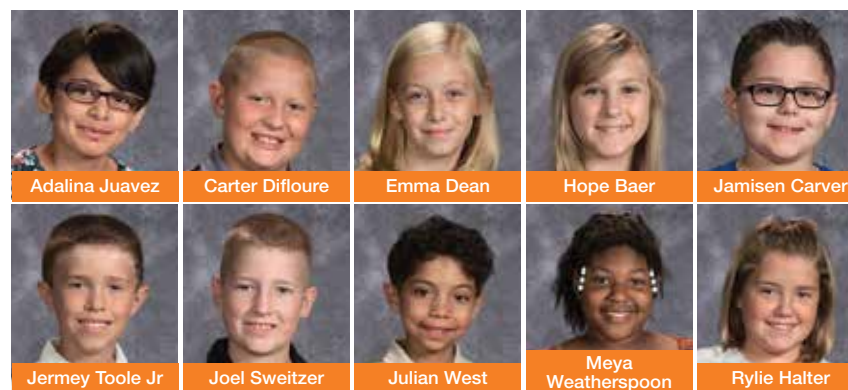 Adalina Juavez
Carter Difloure
Emma Dean
Hope Baer
Jamisen Carver
Jermey Toole Jr
Joel Sweitzer
Julian West
Meya
Weatherspoon
Rylie Halter